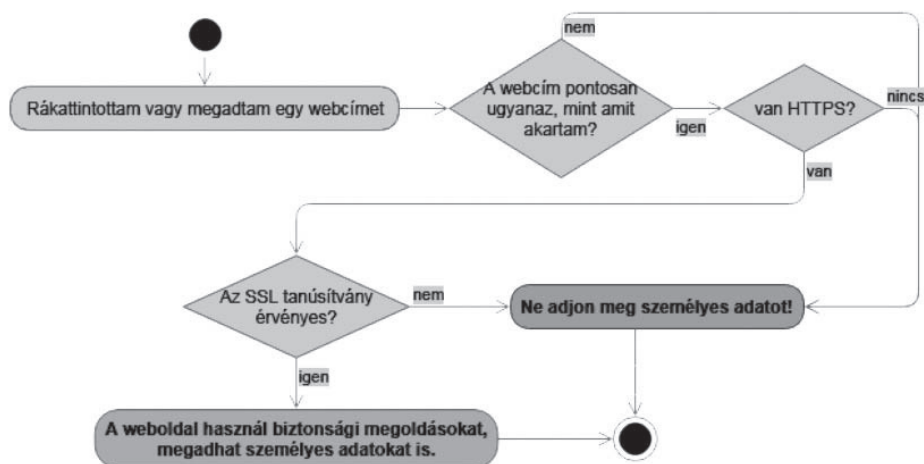 nem
Rákattintottam vagy megadtam egy webcímet
A webcím pontosan
ugyanaz, mint amit
akartam?
igen
van HTTPS?
nincs
van
Az SSL tanúsítvány
érvényes?
nem
Ne adjon meg személyes adatot!
igen
A weboldal használ biztonsági megoldásokat,
megadhat személyes adatokat is.